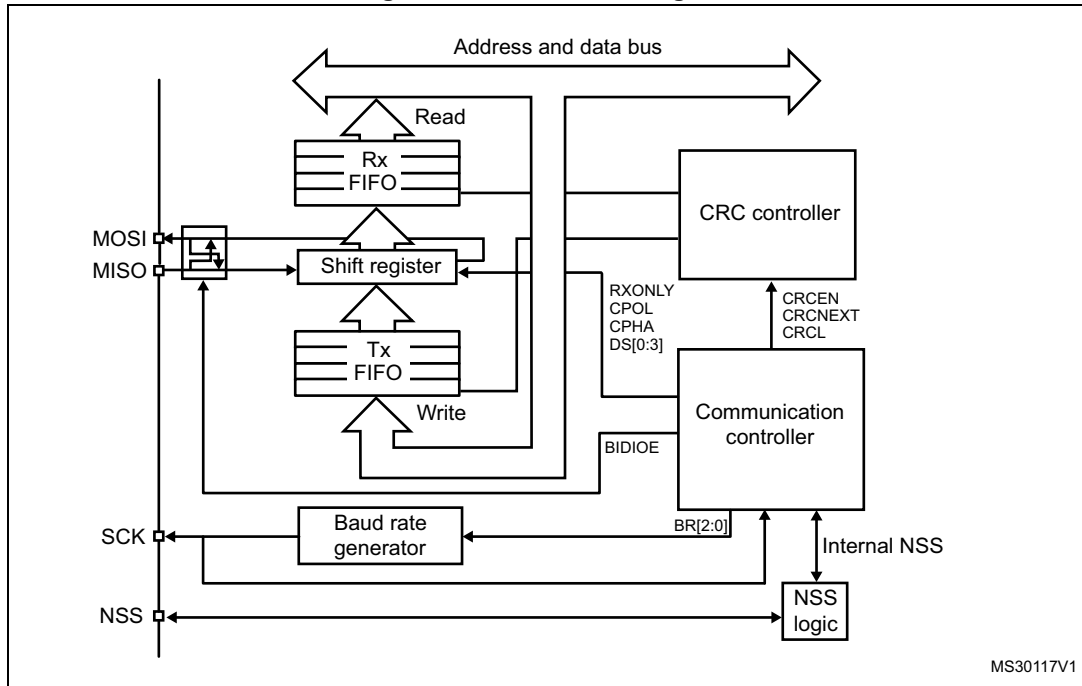 Address and data bus
Read
Rx
FIFO
CRC controller
MOSI
MISO
Shift register
RXONLY
CPOL
CPHA
DS[0:3]
CRCEN
CRCNEXT
CRCL
Tx
FIFO
Write
Communication
controller
BIDIOE
BR[2:0]
SCK
Baud rate
generator
Internal NSS
NSS
NSS
logic
MS30117V1